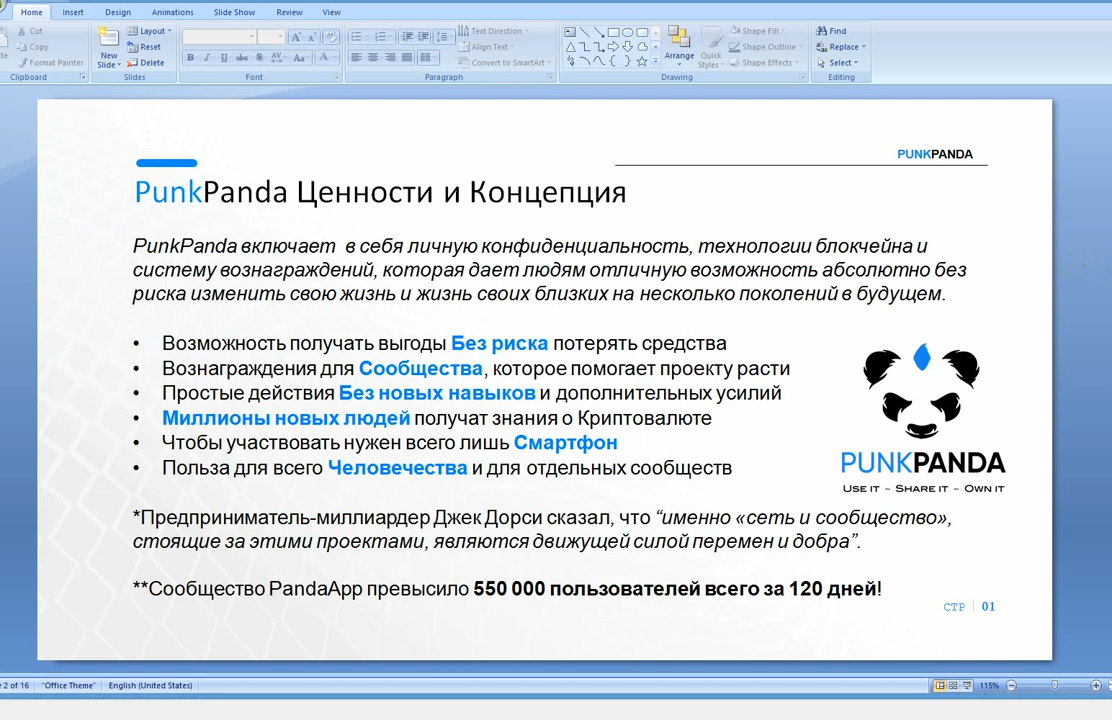 Home Insert Design Animations Slide Show Review View
Cut
Copy
Format Painter
Clipboard
New Slide
Layout
Reset
Delete
Slides
B I U abe S AV Aa A
Font
Paragraph
Text Direction
Align Text
Convert to SmartArt
Arrange
Quick Styles
Shape Fill
Shape Outline
Shape Effects
Drawing
Find
Replace
Select
Editing
PUNKPANDA
PunkPanda Ценности и Концепция
PunkPanda включает в себя личную конфиденциальность, технологии блокчейна и
систему вознаграждений, которая дает людям отличную возможность абсолютно без
риска изменить свою жизнь и жизнь своих близких на несколько поколений в будущем.
• Возможность получать выгоды Без риска потерять средства
• Вознаграждения для Сообщества, которое помогает проекту расти
• Простые действия Без новых навыков и дополнительных усилий
• Миллионы новых людей получат знания о Криптовалюте
• Чтобы участвовать нужен всего лишь Смартфон
• Польза для всего Человечества и для отдельных сообществ
PUNKPANDA
USE IT ~ SHARE IT ~ OWN IT
*Предприниматель-миллиардер Джек Дорси сказал, что “именно «сеть и сообщество»,
стоящие за этими проектами, являются движущей силой перемен и добра”.
**Сообщество PandaApp превысило 550 000 пользователей всего за 120 дней!
СТР | 01
2 of 16 "Office Theme" English (United States) 115%